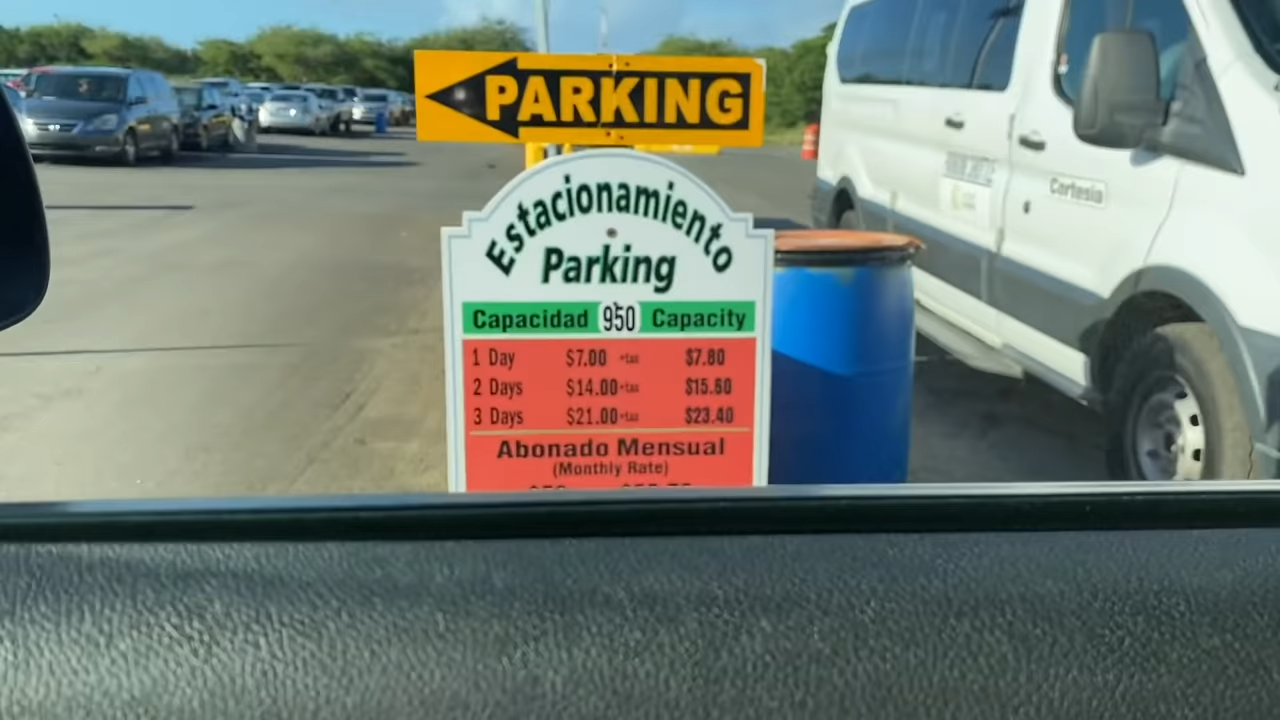 PARKING
Estacionamiento
Parking
Capacidad 950 Capacity
1 Day $7.00 +tax $7.80
2 Days $14.00 +tax $15.60
3 Days $21.00 +tax $23.40
Abonado Mensual
(Monthly Rate)
Cortesia